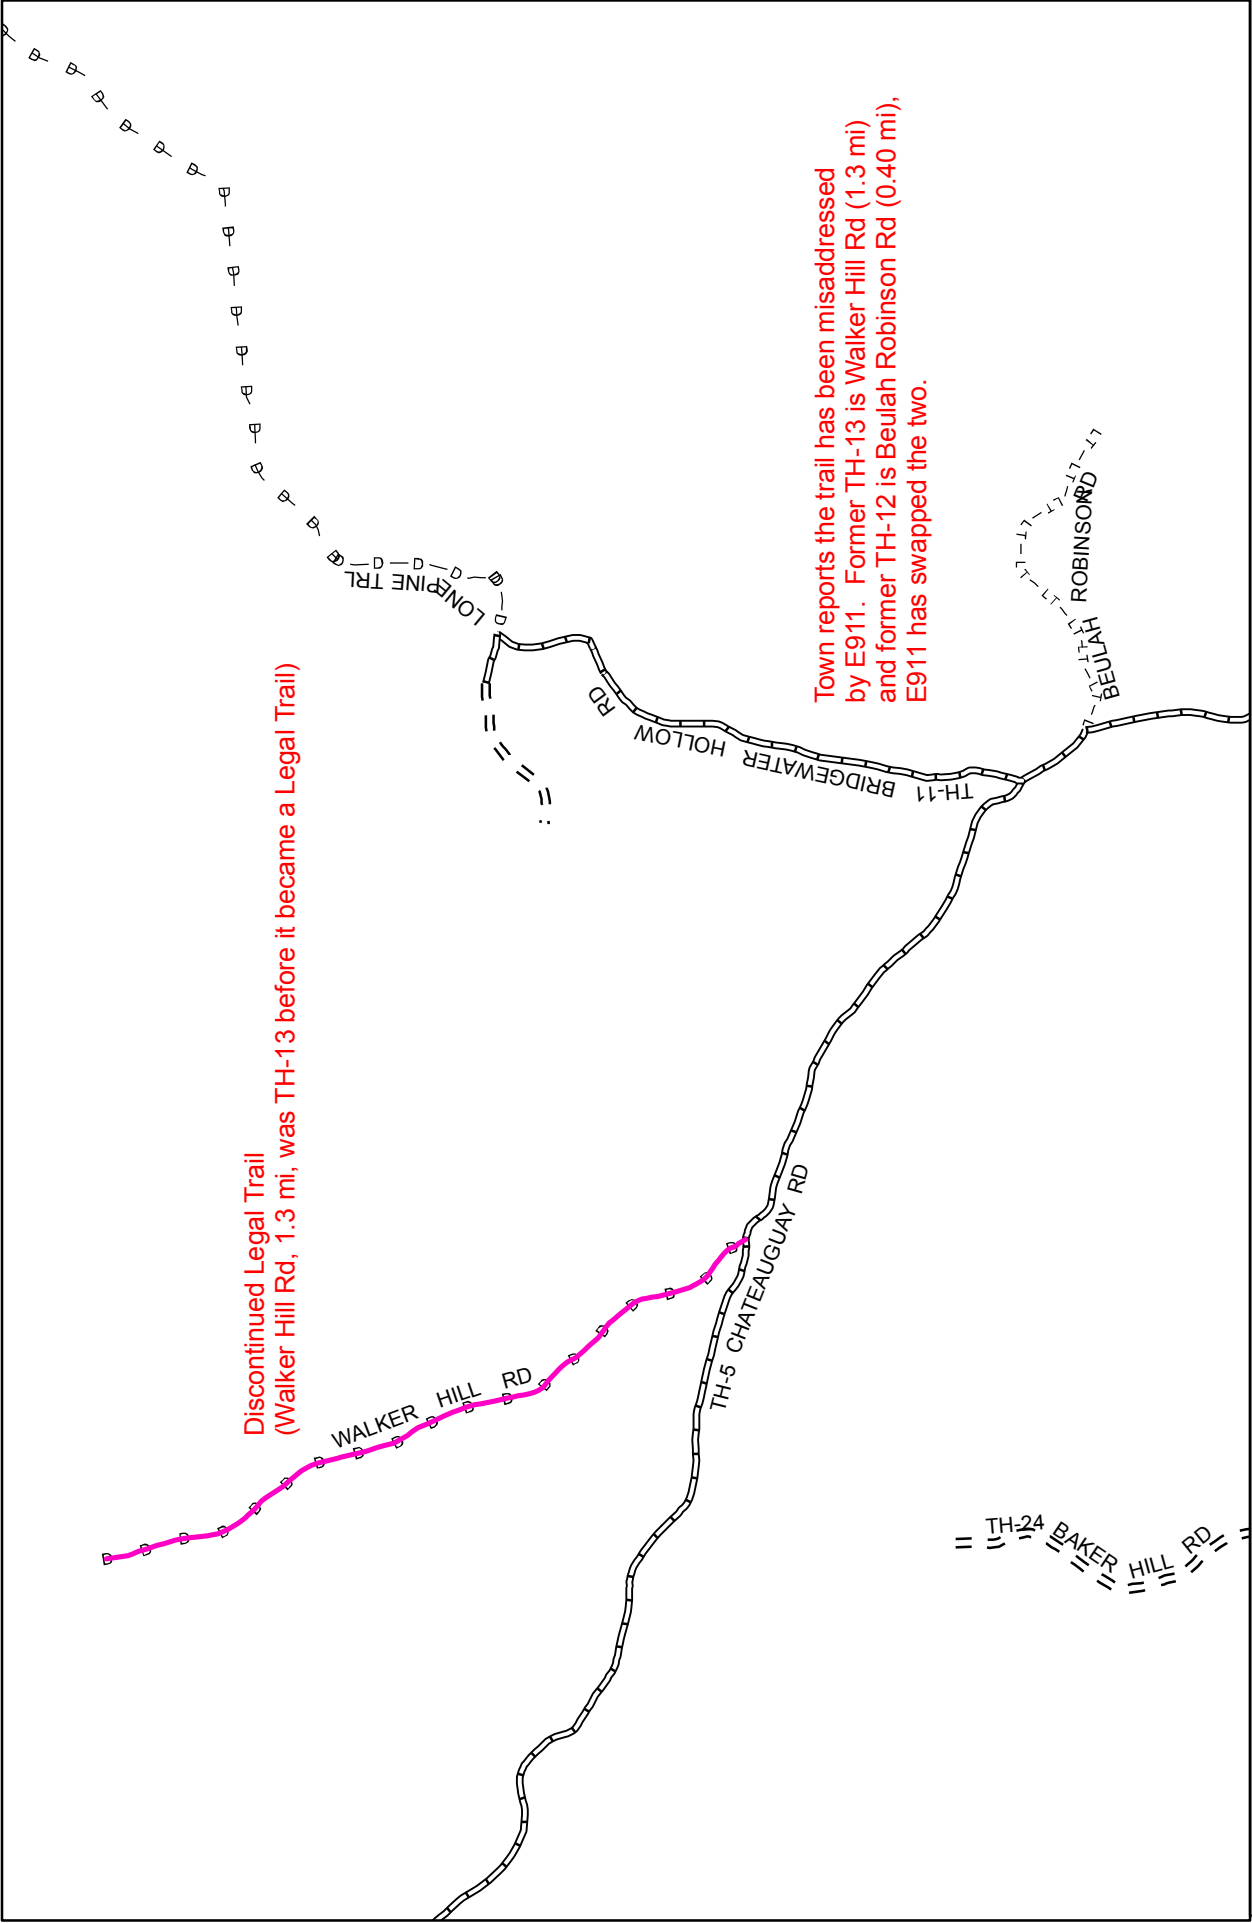 Discontinued Legal Trail
(Walker Hill Rd, 1.3 mi, was TH-13 before it became a Legal Trail)
Town reports the trail has been misaddressed
by E911. Former TH-13 is Walker Hill Rd (1.3 mi)
and former TH-12 is Beulah Robinson Rd (0.40 mi),
E911 has swapped the two.
WALKER HILL RD
TH-5 CHATEAUGUAY RD
TH-24 BAKER HILL RD
LONE PINE TRL
TH-11 BRIDGEWATER HOLLOW RD
BEULAH ROBINSON RD